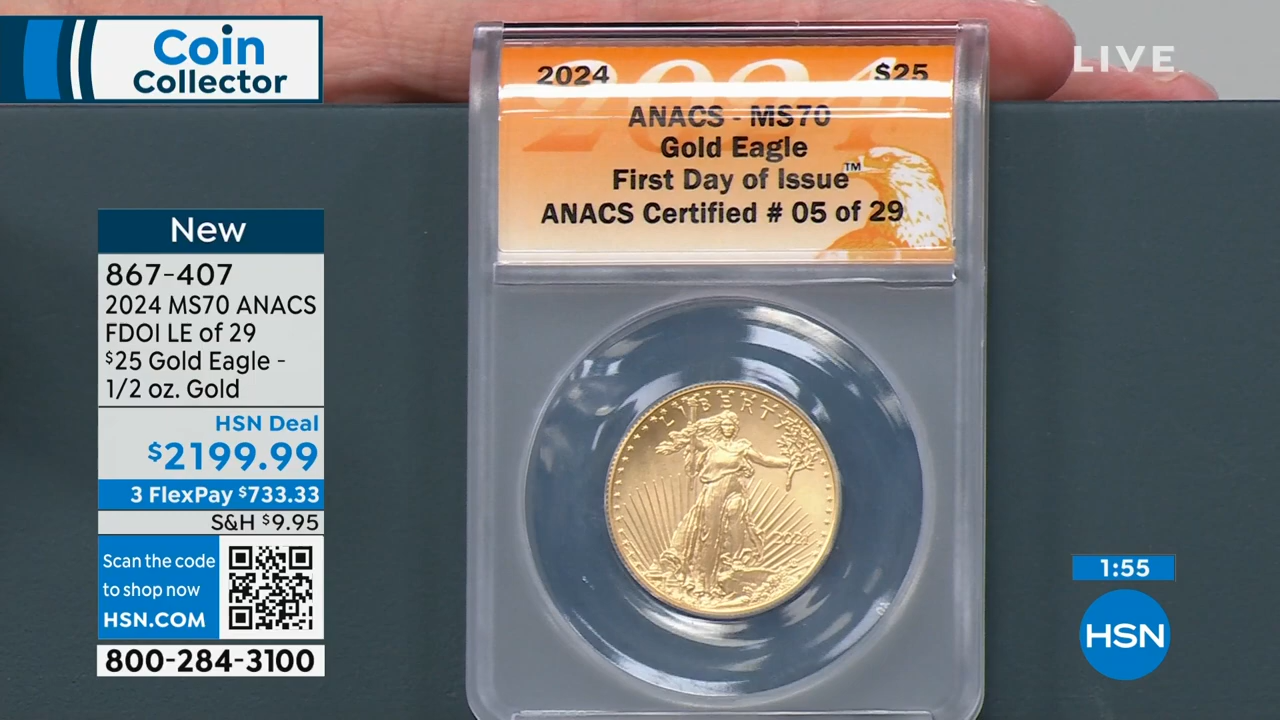 Coin
Collector
LIVE
2024 $25
ANACS - MS70
Gold Eagle
First Day of Issue™
ANACS Certified # 05 of 29
New
867-407
2024 MS70 ANACS
FDOI LE of 29
$25 Gold Eagle -
1/2 oz. Gold
HSN Deal
$2199.99
3 FlexPay $733.33
S&H $9.95
Scan the code
to shop now
HSN.COM
800-284-3100
LIBERTY
2024
1:55
HSN